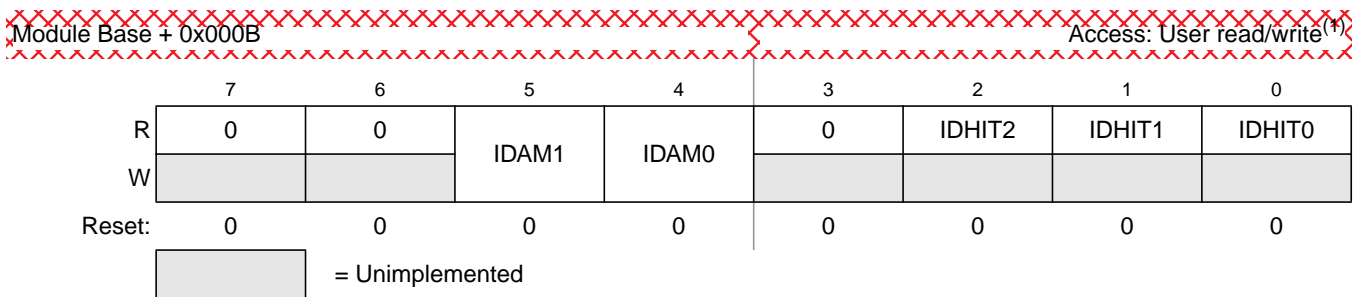 Module Base + 0x000B Access: User read/write(1)
7 6 5 4 3 2 1 0
R 0 0 IDAM1 IDAM0 0 IDHIT2 IDHIT1 IDHIT0
W
Reset: 0 0 0 0 0 0 0 0
= Unimplemented